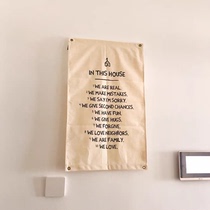 IN THIS HOUSE
WE ARE REAL.
WE MAKE MISTAKES.
WE SAY I'M SORRY.
WE GIVE SECOND CHANCES.
WE HAVE FUN.
WE GIVE HUGS.
WE FORGIVE.
WE LOVE NEIGHBORS.
WE ARE FAMILY.
WE LOVE.